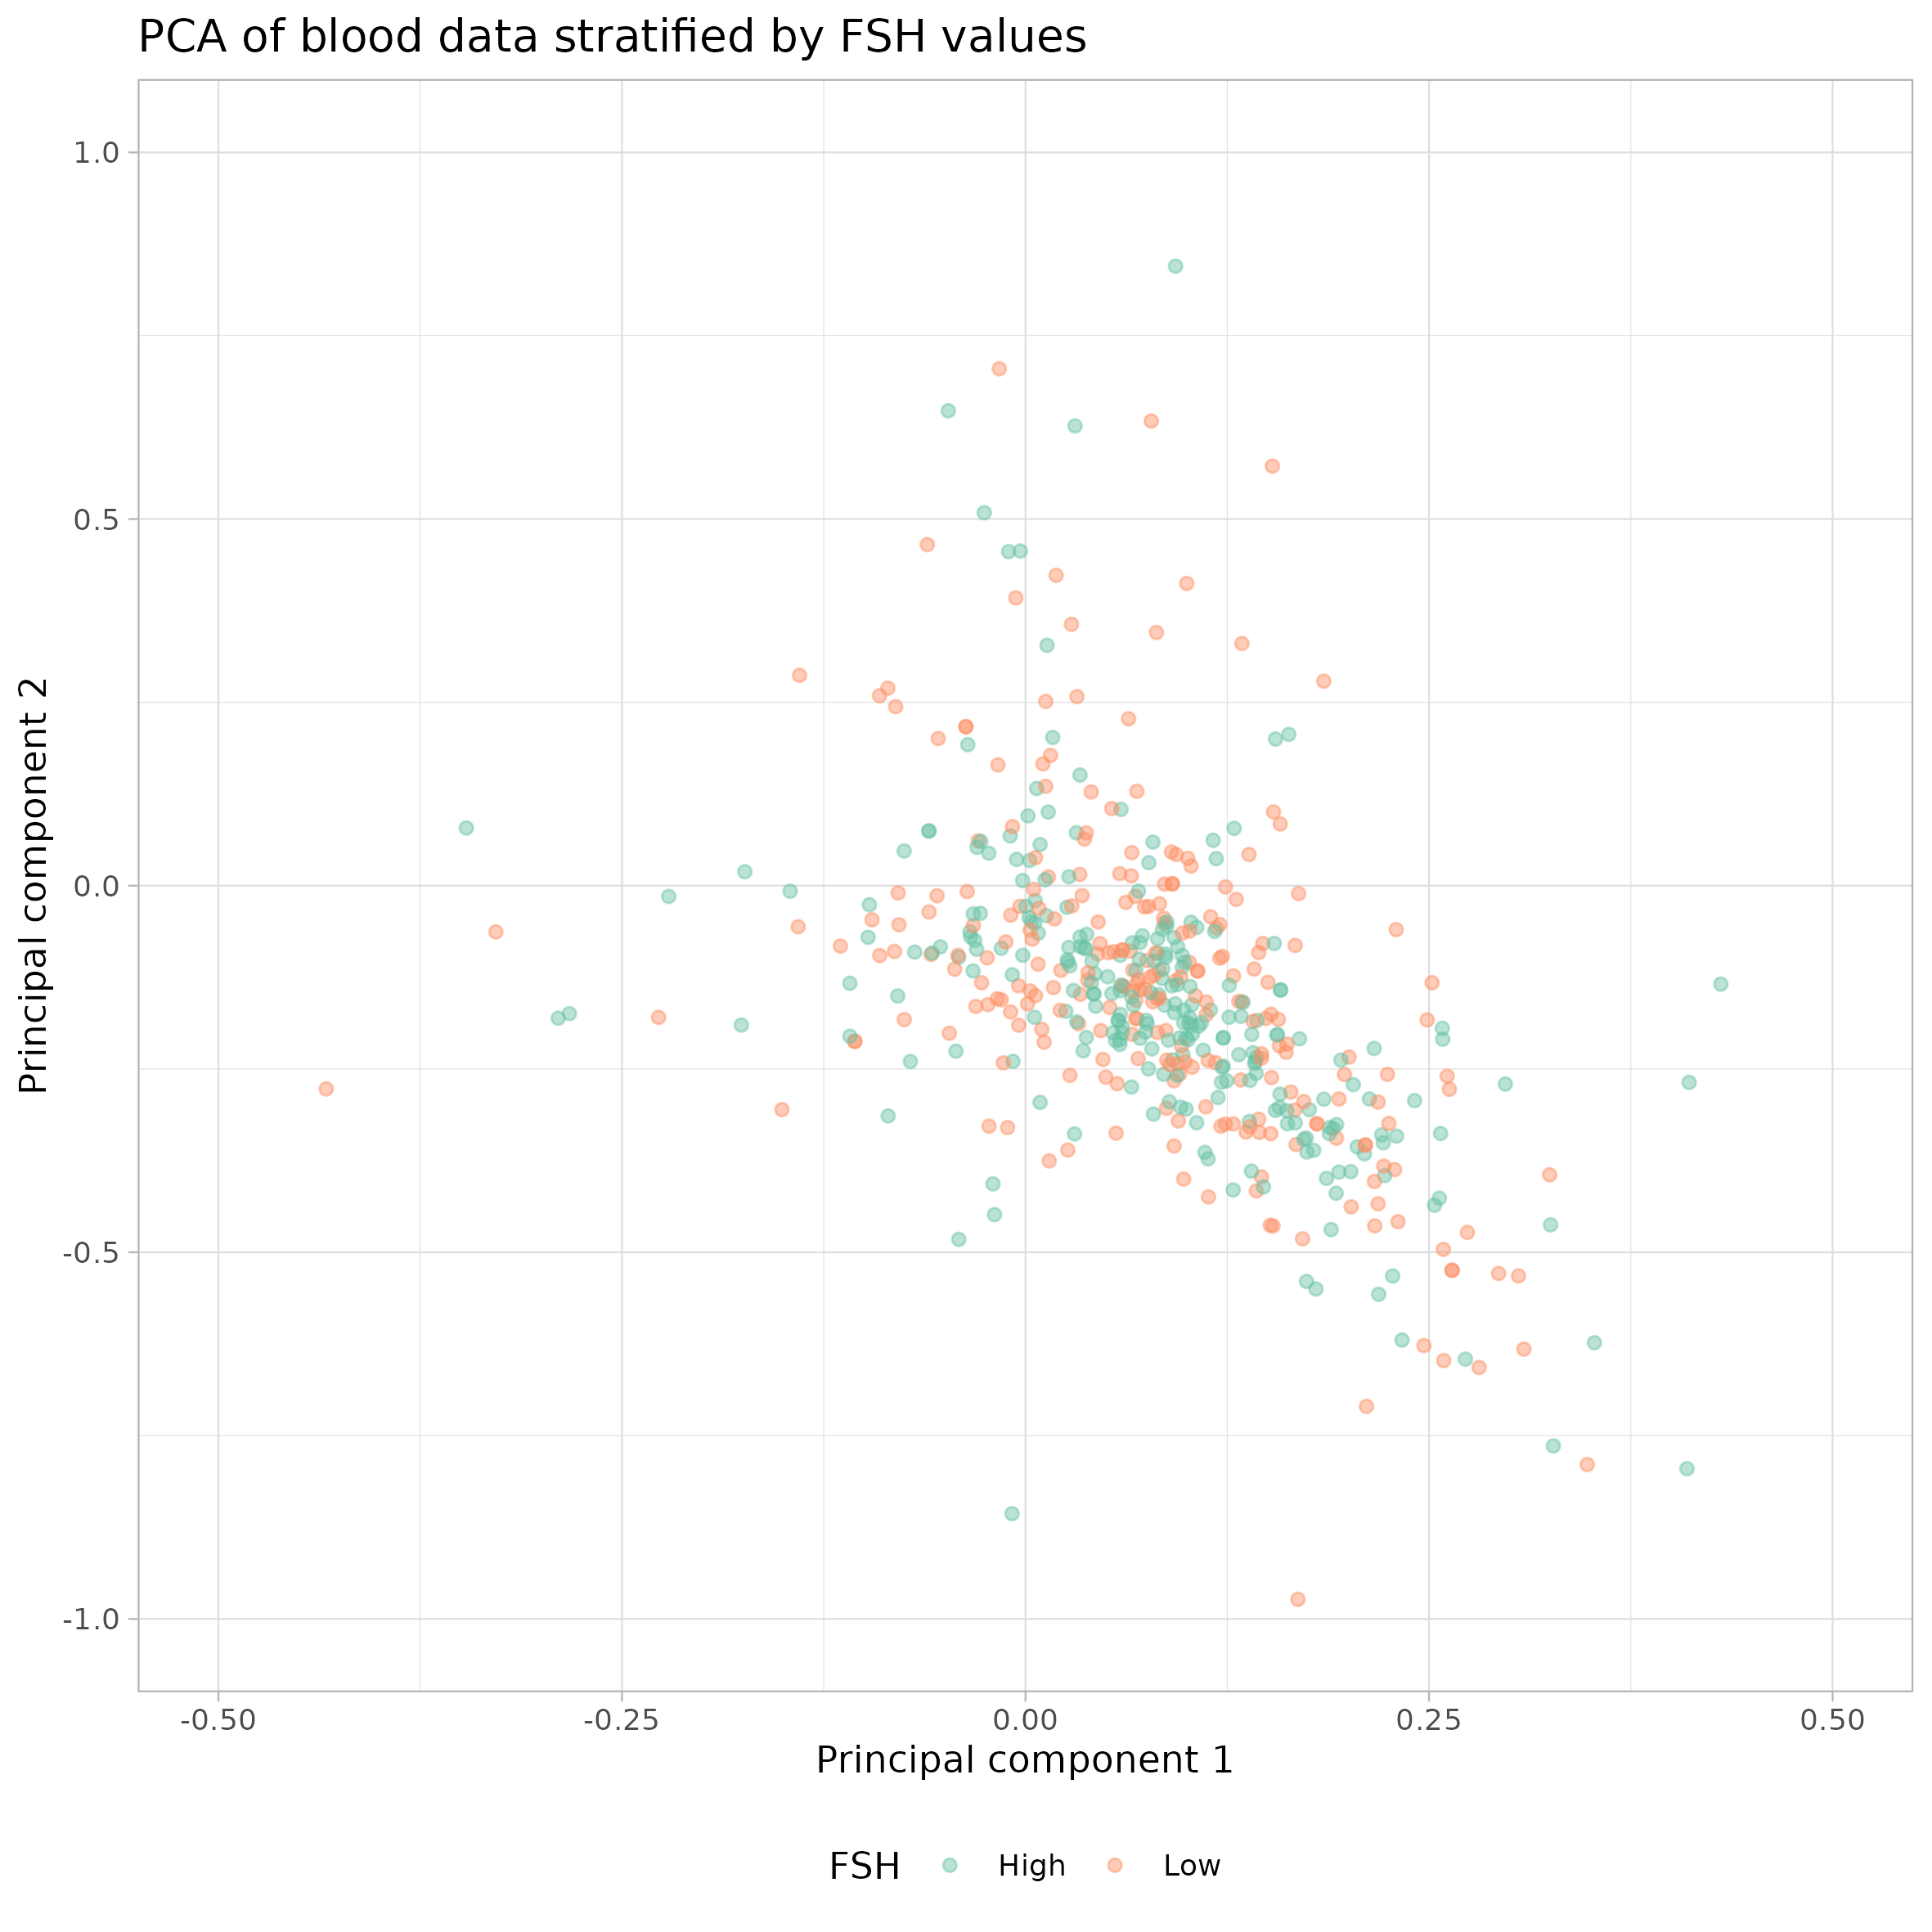 PCA of blood data stratified by FSH values
1.0
0.5
0.0
-0.5
-1.0
Principal component 2
-0.50 -0.25 0.00 0.25 0.50
Principal component 1
FSH High Low